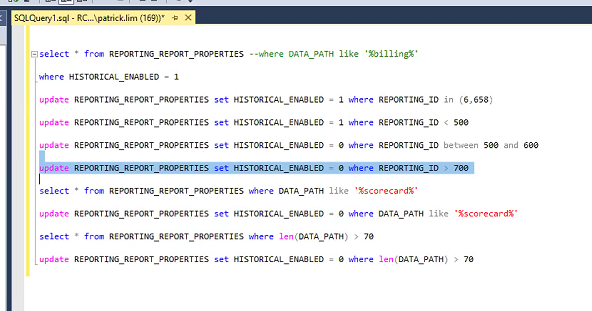 SQLQuery1.sql - RC...\patrick.lim (169))*
select * from REPORTING_REPORT_PROPERTIES --where DATA_PATH like '%billing%'
where HISTORICAL_ENABLED = 1
update REPORTING_REPORT_PROPERTIES set HISTORICAL_ENABLED = 1 where REPORTING_ID in (6,658)
update REPORTING_REPORT_PROPERTIES set HISTORICAL_ENABLED = 1 where REPORTING_ID < 500
update REPORTING_REPORT_PROPERTIES set HISTORICAL_ENABLED = 0 where REPORTING_ID between 500 and 600
update REPORTING_REPORT_PROPERTIES set HISTORICAL_ENABLED = 0 where REPORTING_ID > 700
select * from REPORTING_REPORT_PROPERTIES where DATA_PATH like '%scorecard%'
update REPORTING_REPORT_PROPERTIES set HISTORICAL_ENABLED = 0 where DATA_PATH like '%scorecard%'
select * from REPORTING_REPORT_PROPERTIES where len(DATA_PATH) > 70
update REPORTING_REPORT_PROPERTIES set HISTORICAL_ENABLED = 0 where len(DATA_PATH) > 70